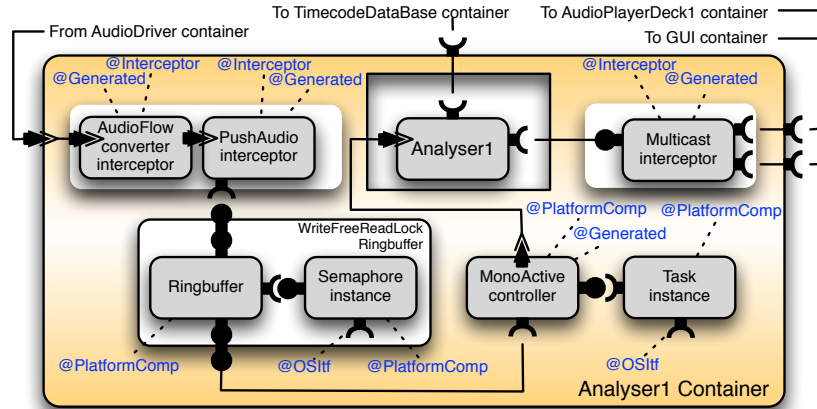 To TimecodeDataBase container
To AudioPlayerDeck1 container
From AudioDriver container
To GUI container
@Interceptor
@Generated
@Interceptor
@Generated
@Interceptor
@Generated
AudioFlow
converter
interceptor
PushAudio
interceptor
Analyser1
Multicast
interceptor
WriteFreeReadLock
Ringbuffer
@PlatformComp
@PlatformComp
@Generated
Ringbuffer
Semaphore
instance
MonoActive
controller
Task
instance
@PlatformComp
@OSItf
@PlatformComp
@OSItf
Analyser1 Container